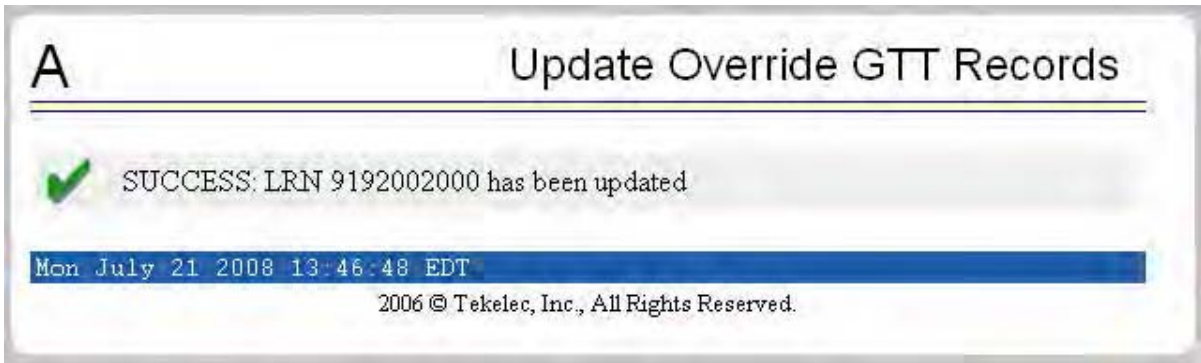 A
Update Override GTT Records
SUCCESS: LRN 9192002000 has been updated
Mon July 21 2008 13:46:48 EDT
2006 © Tekelec, Inc., All Rights Reserved.